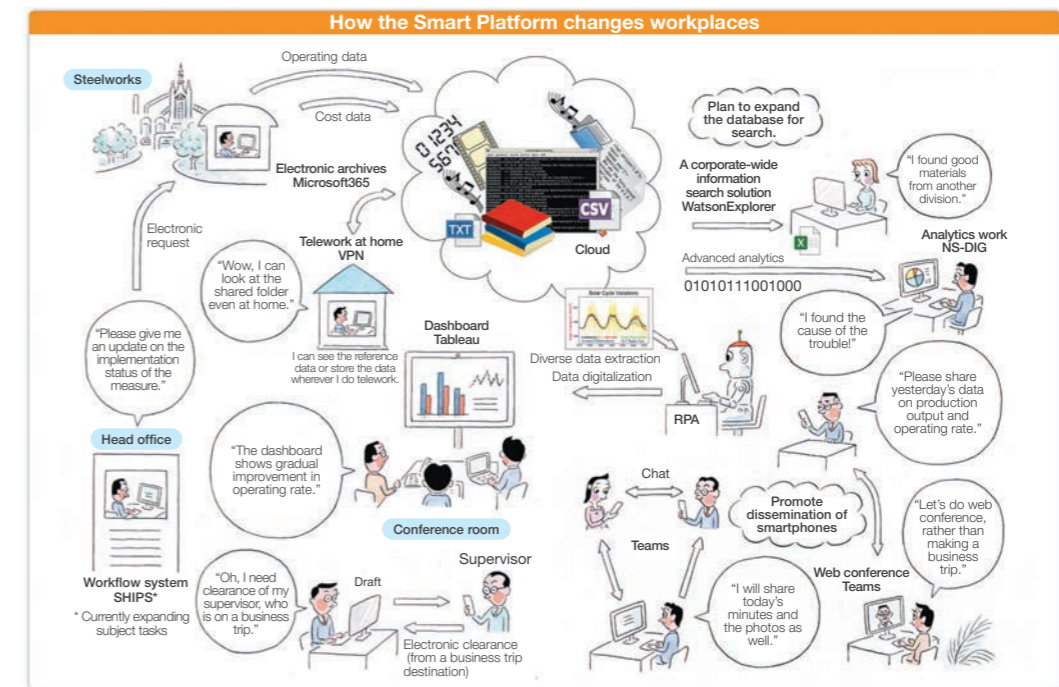 How the Smart Platform changes workplaces
Steelworks
Operating data
Cost data
Electronic archives
Microsoft365
Electronic
request
Telework at home
VPN
"Wow, I can
look at the
shared folder
even at home."
I can see the reference
data or store the data
wherever I do telework.
"Please give me
an update on the
implementation
status of the
measure."
Head office
Workflow system
SHIPS*
* Currently expanding
subject tasks
01234
56678
TXT
CSV
Cloud
Plan to expand
the database for
search.
A corporate-wide
information
search solution
WatsonExplorer
"I found good
materials
from another
division."
X
Analytics work
NS-DIG
Advanced analytics
01010111001000
"I found the
cause of the
trouble!"
Solar Cycle Variations
Diverse data extraction
Data digitalization
RPA
Dashboard
Tableau
"The dashboard
shows gradual
improvement in
operating rate."
Conference room
"Oh, I need
clearance of my
supervisor, who
is on a business
trip."
Draft
Supervisor
Electronic clearance
(from a business trip
destination)
"Please share
yesterday's data
on production
output and
operating rate."
Chat
Teams
Promote
dissemination of
smartphones
"I will share
today's
minutes and
the photos as
well."
Web conference
Teams
"Let's do web
conference,
rather than
making a
business
trip."